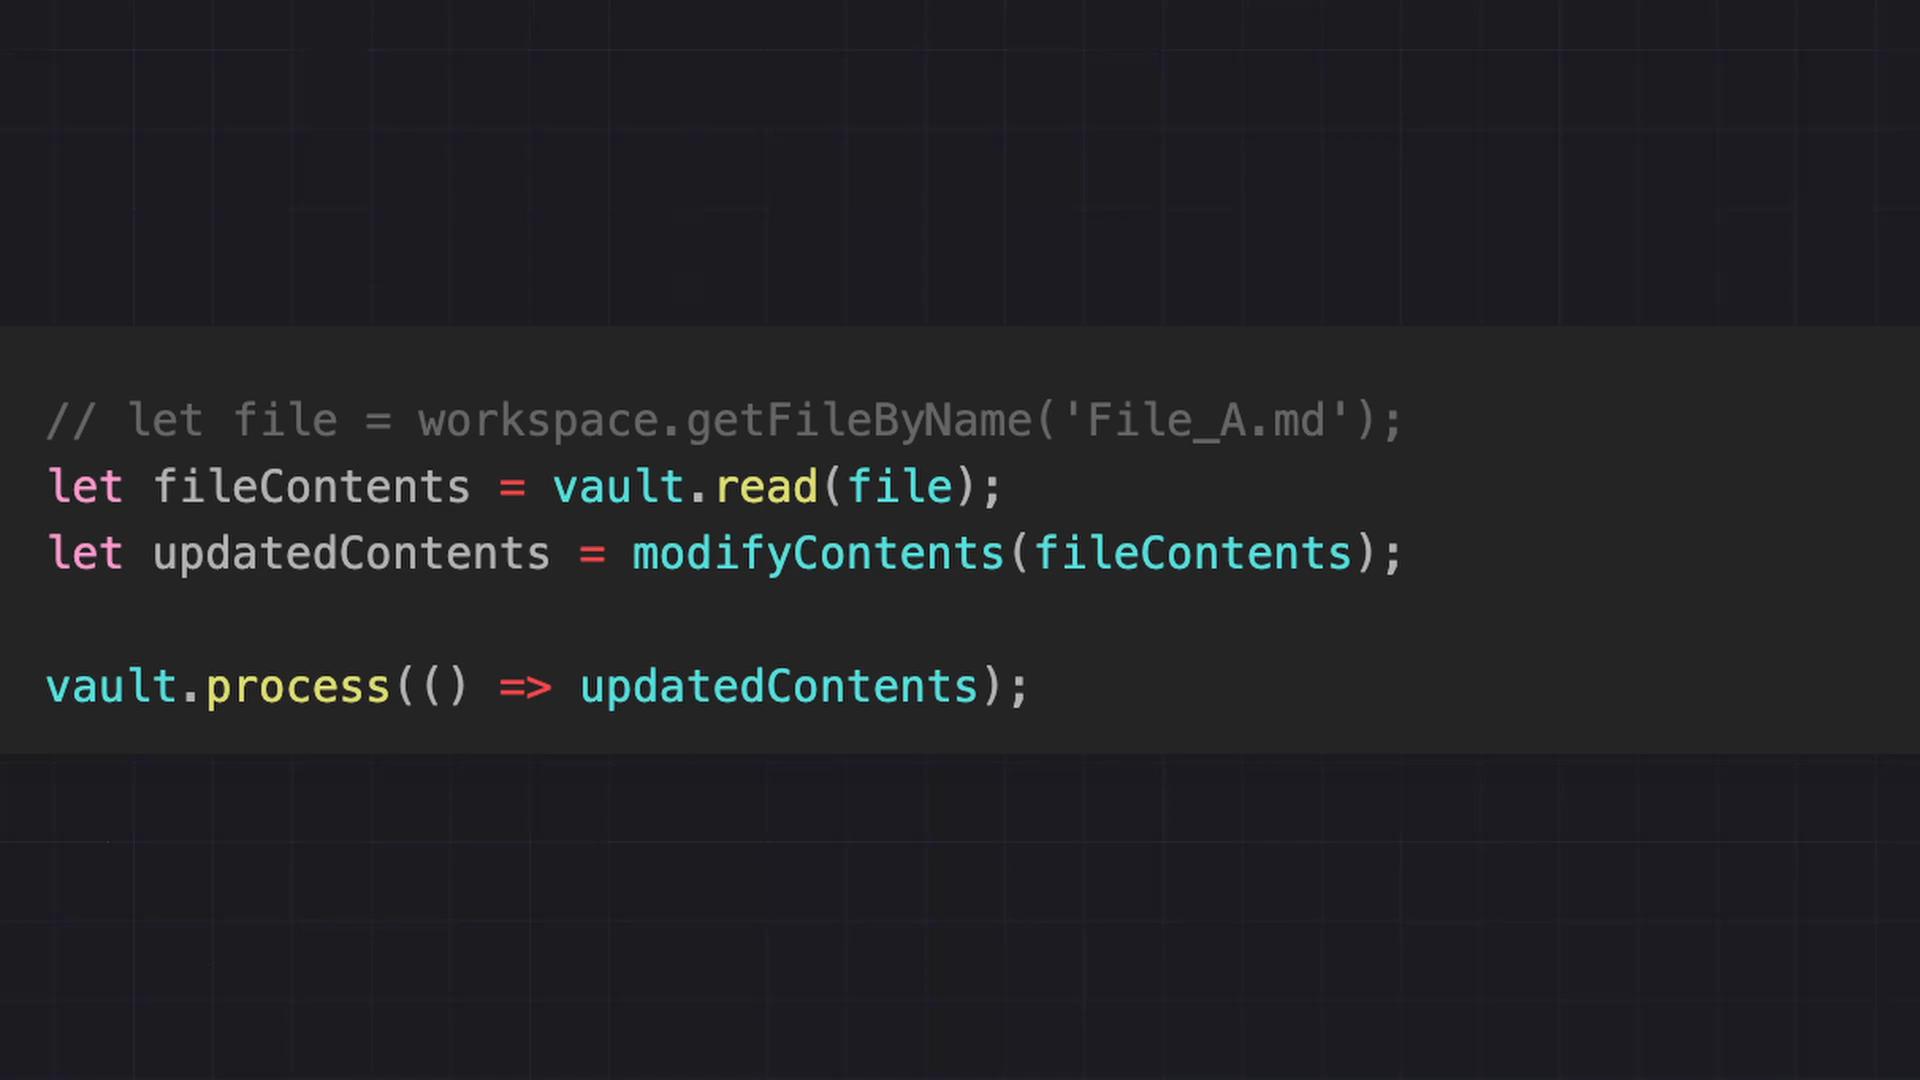 // let file = workspace.getFileByName('File_A.md');
let fileContents = vault.read(file);
let updatedContents = modifyContents(fileContents);
vault.process(() => updatedContents);